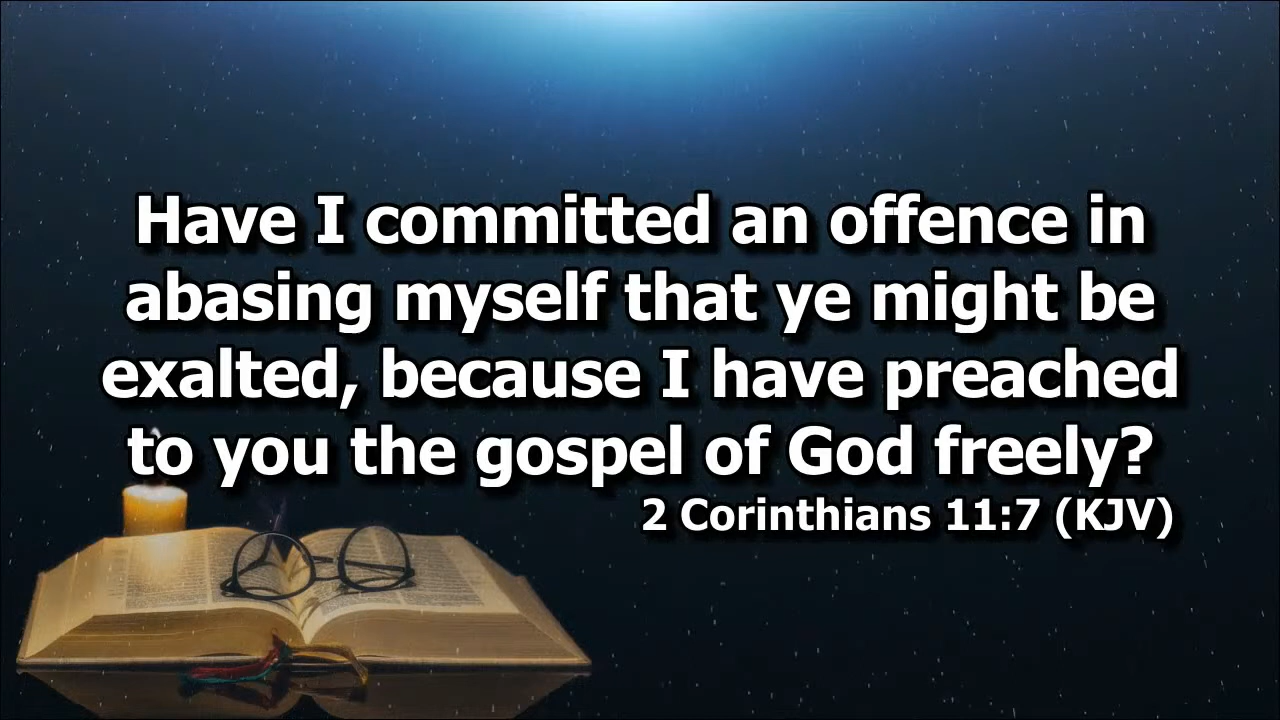 Have I committed an offence in
abasing myself that ye might be
exalted, because I have preached
to you the gospel of God freely?
2 Corinthians 11:7 (KJV)